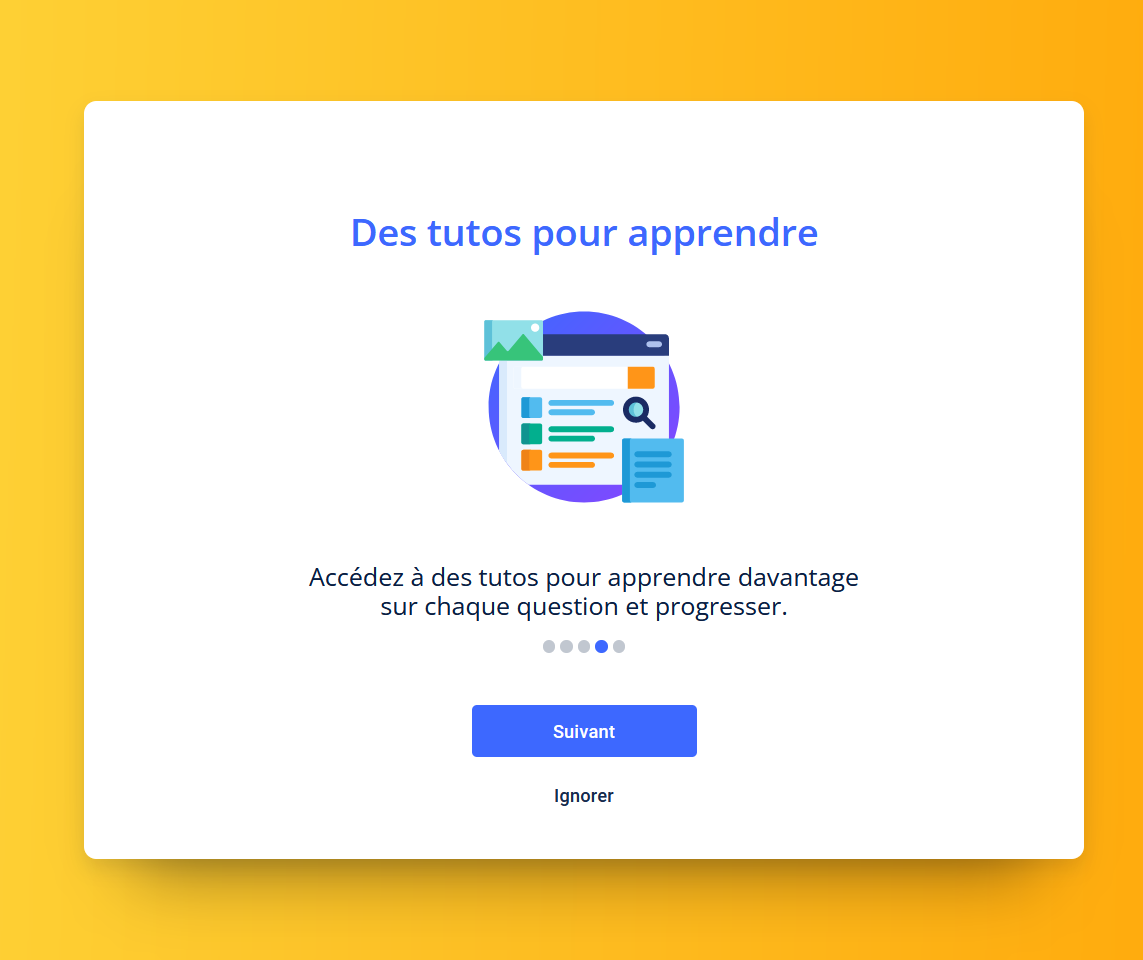 Des tutos pour apprendre
Accédez à des tutos pour apprendre davantage
sur chaque question et progresser.
Suivant
Ignorer